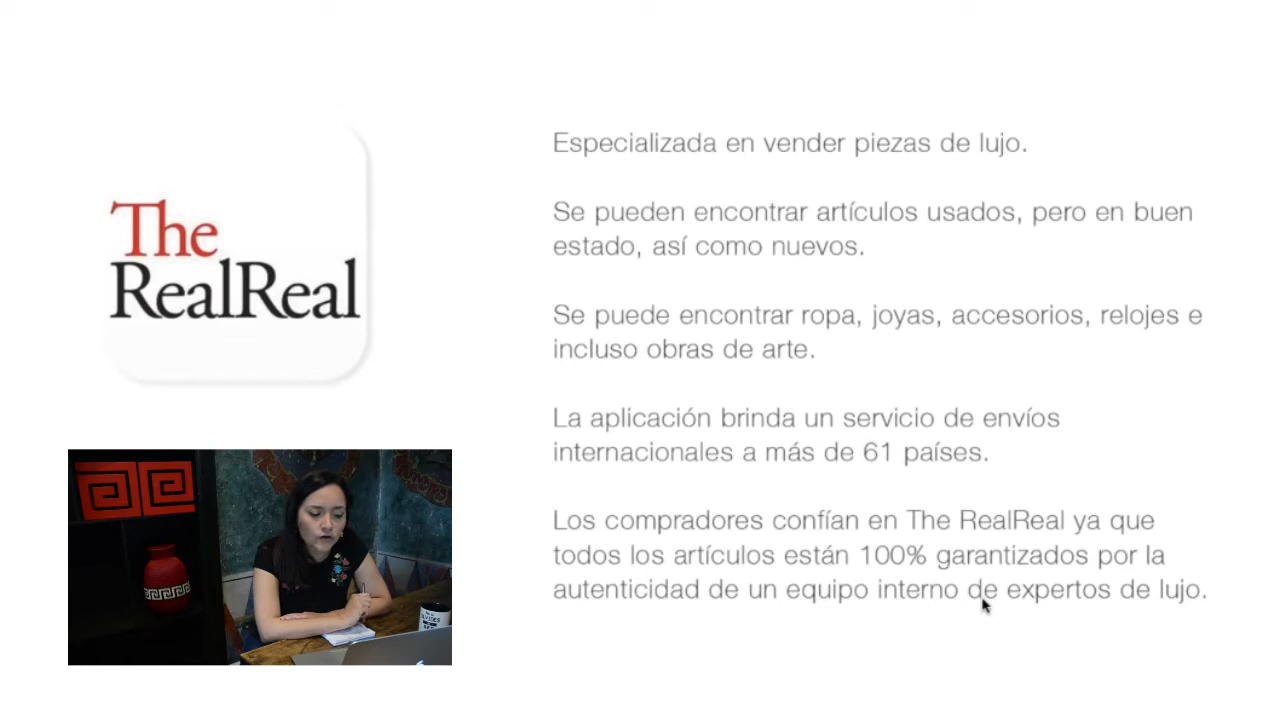 The
RealReal
Especializada en vender piezas de lujo.
Se pueden encontrar artículos usados, pero en buen
estado, así como nuevos.
Se puede encontrar ropa, joyas, accesorios, relojes e
incluso obras de arte.
La aplicación brinda un servicio de envíos
internacionales a más de 61 países.
Los compradores confían en The RealReal ya que
todos los artículos están 100% garantizados por la
autenticidad de un equipo interno de expertos de lujo.